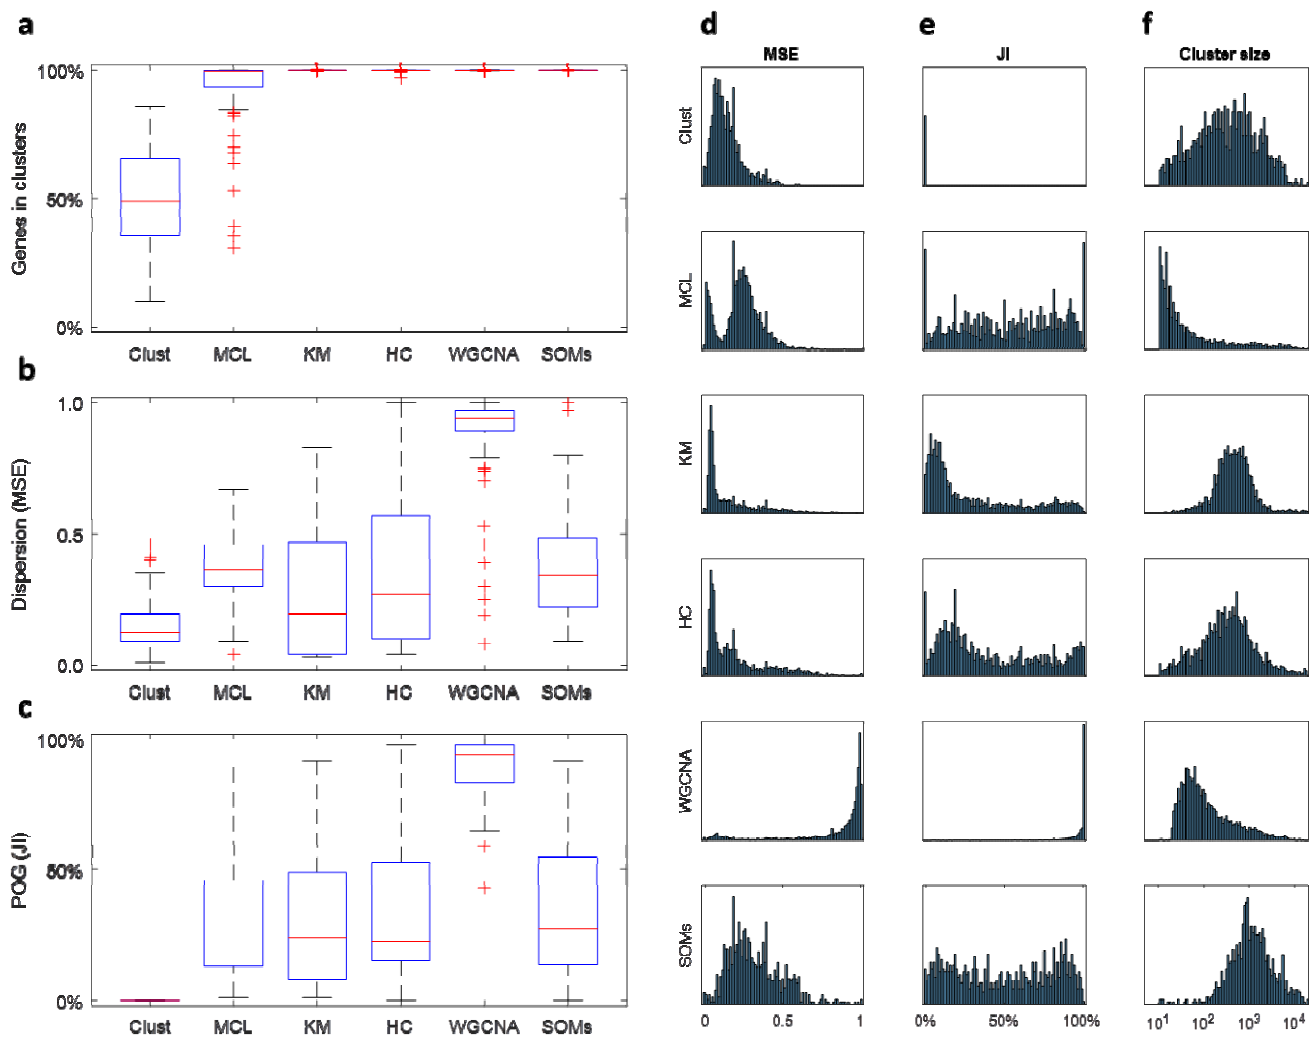 a
100%
50%
0%
Genes in clusters
Clust MCL KM HC WGCNA SOMs
b
1.0
0.5
0.0
Dispersion (MSE)
Clust MCL KM HC WGCNA SOMs
c
100%
50%
0%
POG (JI)
Clust MCL KM HC WGCNA SOMs
d e f
MSE JI Cluster size
Clust
MCL
KM
HC
WGCNA
SOMs
0 0.5 1 0% 50% 100% 10¹ 10² 10³ 10⁴